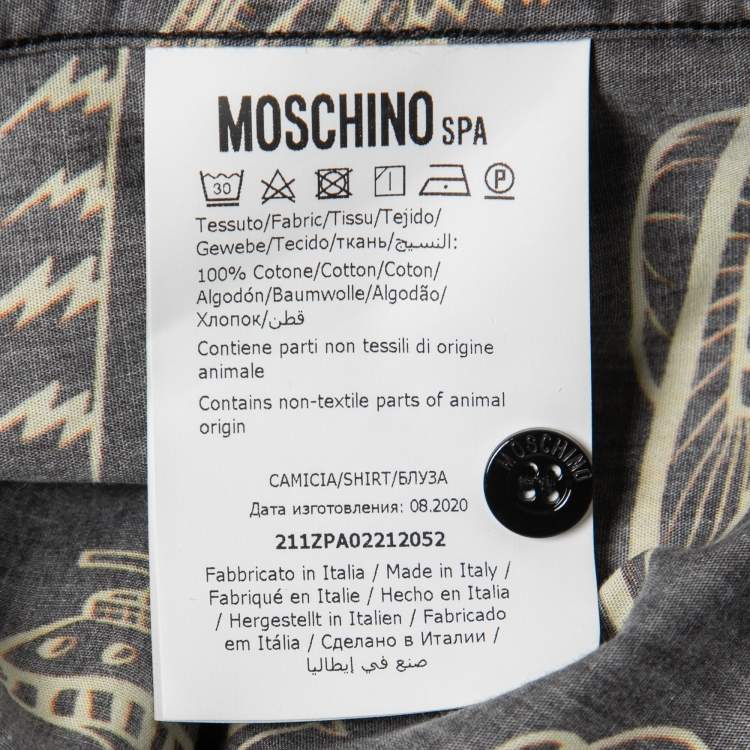 MOSCHINO SPA
30 P
Tessuto/Fabric/Tissu/Tejido/
Gewebe/Tecido/ткань/النسيج:
100% Cotone/Cotton/Coton/
Algodón/Baumwolle/Algodão/
Хлопок/قطن
Contiene parti non tessili di origine
animale
Contains non-textile parts of animal
origin
MOSCHINO
CAMICIA/SHIRT/БЛУЗА
Дата изготовления: 08.2020
211ZPA02212052
Fabbricato in Italia / Made in Italy /
Fabriqué en Italie / Hecho en Italia
/ Hergestellt in Italien / Fabricado
em Itália / Сделано в Италии /
صنع في إيطاليا